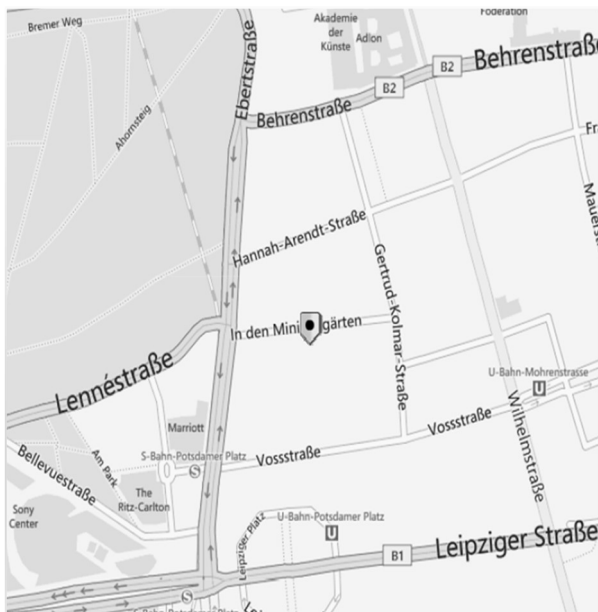 Bremer Weg
Akademie
der
Künste
Adlon
Föderation
Behrenstraße
B2
B2
Ebertstraße
Behrenstraße
Ahornsteig
Hannah-Arendt-Straße
Gertrud-Kolmar-Straße
In den Mini
gärten
Lennéstraße
U-Bahn-Mohrenstrasse
U
Wilhelmstraße
Marriott
Vossstraße
Vossstraße
S-Bahn-Potsdamer Platz
S
Am Park
Bellevuestraße
The
Ritz-Carlton
Sony
Center
U-Bahn-Potsdamer Platz
U
Leipziger Platz
Leipziger Straße
B1
S